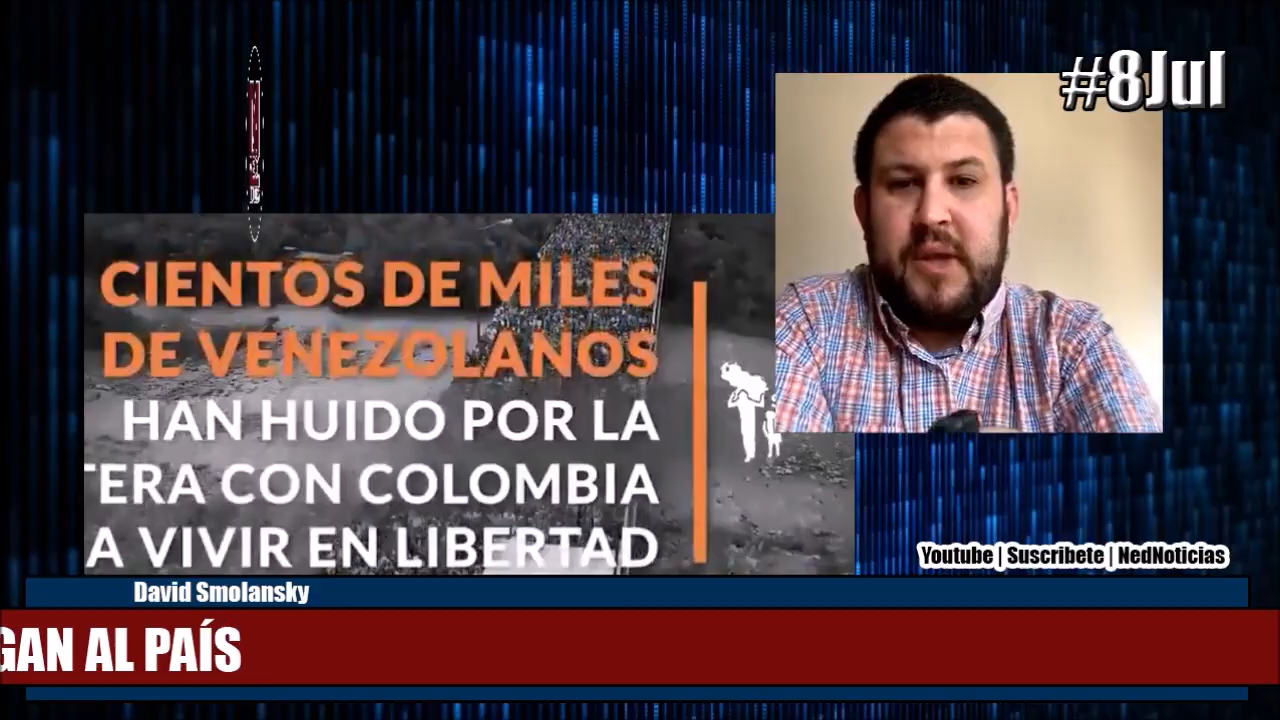 #8Jul
CIENTOS DE MILES
DE VENEZOLANOS
HAN HUIDO POR LA
TERA CON COLOMBIA
A VIVIR EN LIBERTAD
Youtube | Suscribete | NedNoticias
David Smolansky
GAN AL PAÍS